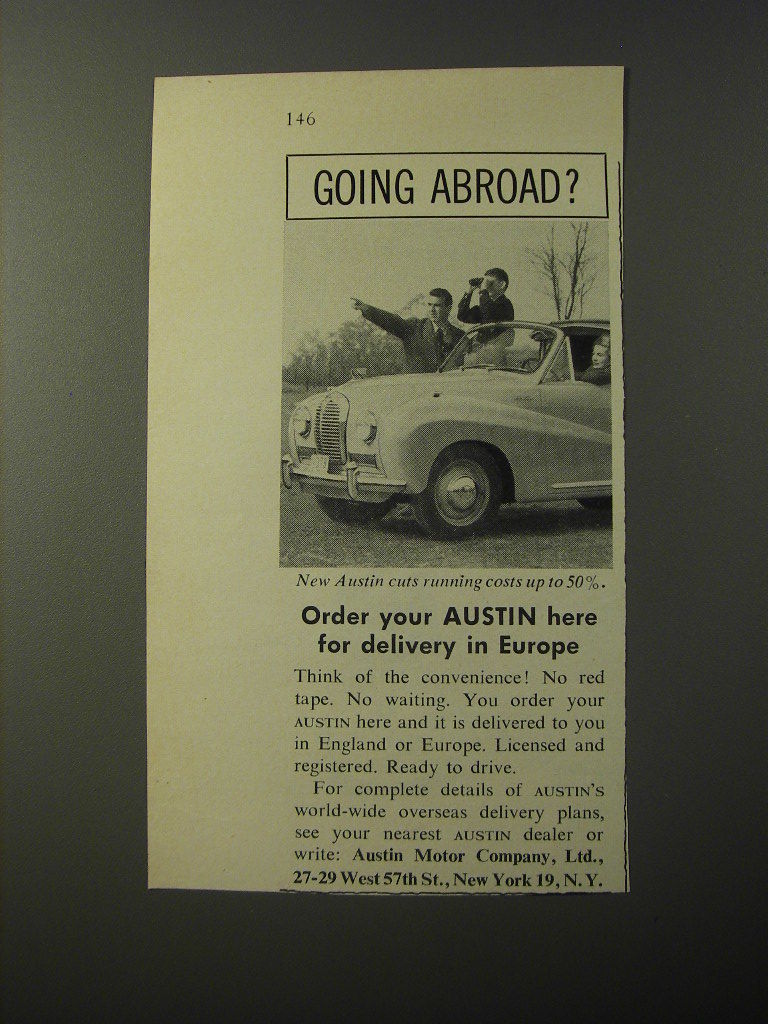 146
GOING ABROAD?
New Austin cuts running costs up to 50%.
Order your AUSTIN here
for delivery in Europe
Think of the convenience! No red
tape. No waiting. You order your
AUSTIN here and it is delivered to you
in England or Europe. Licensed and
registered. Ready to drive.
For complete details of AUSTIN'S
world-wide overseas delivery plans,
see your nearest AUSTIN dealer or
write: Austin Motor Company, Ltd.,
27-29 West 57th St., New York 19, N. Y.